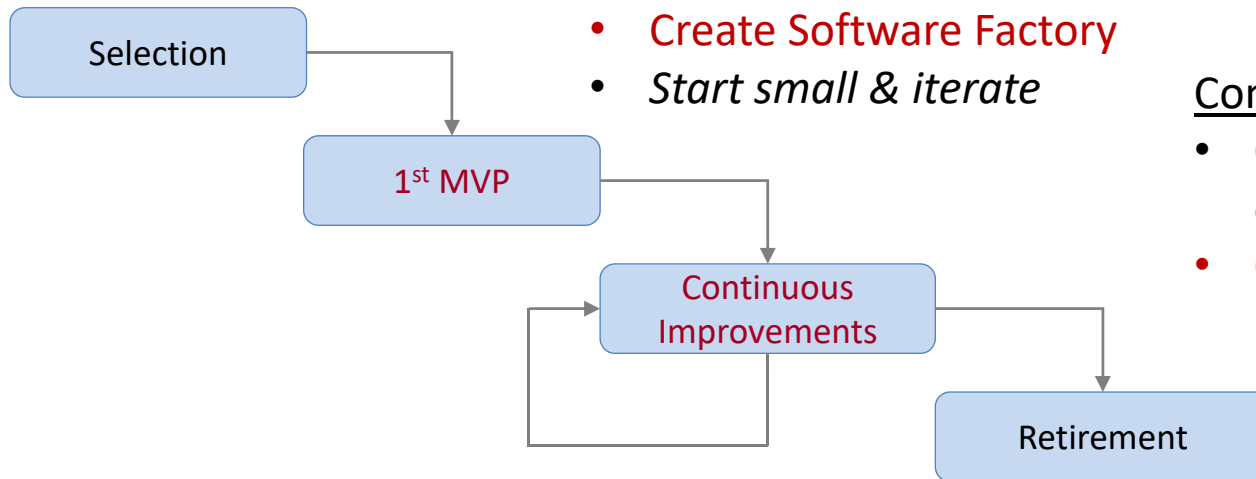 • Create Software Factory
• Start small & iterate
Selection
1st MVP
Continuous
Improvements
Retirement